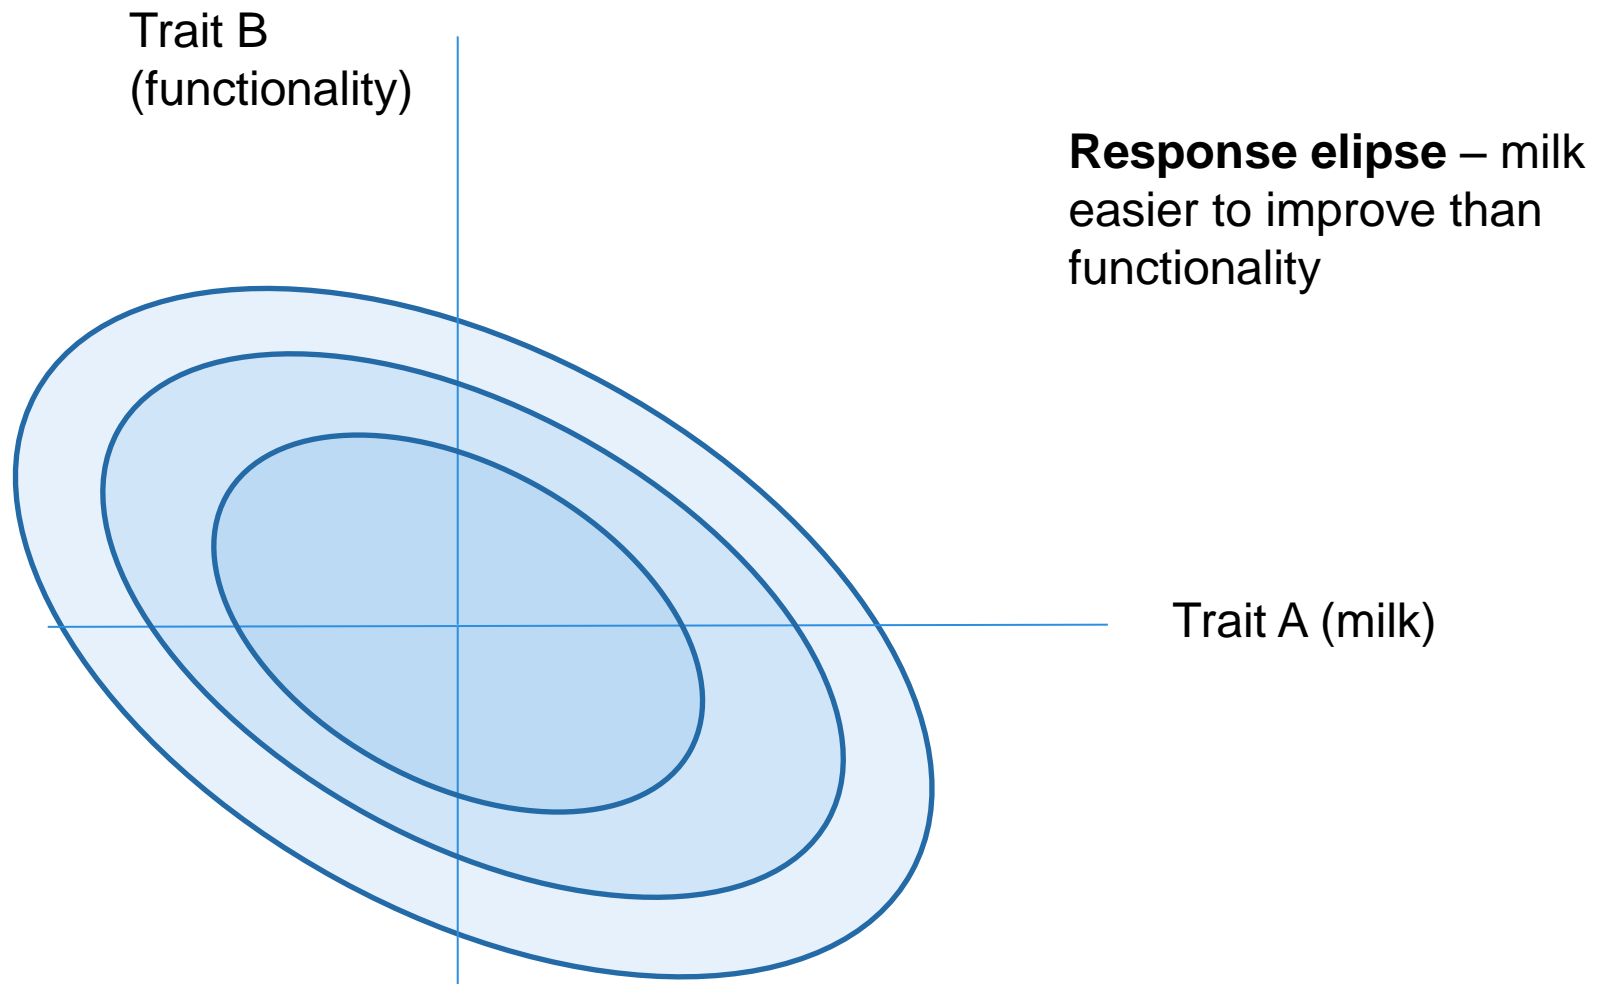 Trait B
(functionality)
Response elipse – milk
easier to improve than
functionality
Trait A (milk)